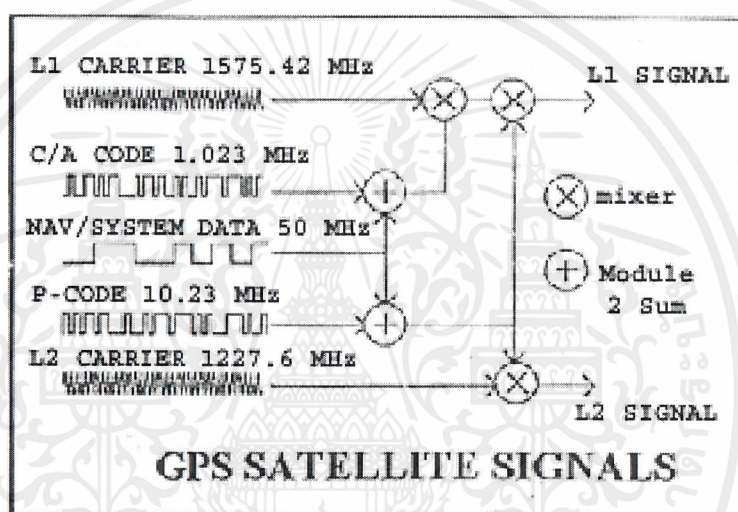 L1 CARRIER 1575.42 MHz
L1 SIGNAL
C/A CODE 1.023 MHz
mixer
NAV/SYSTEM DATA 50 MHz
Module
2 Sum
P-CODE 10.23 MHz
L2 CARRIER 1227.6 MHz
L2 SIGNAL
GPS SATELLITE SIGNALS